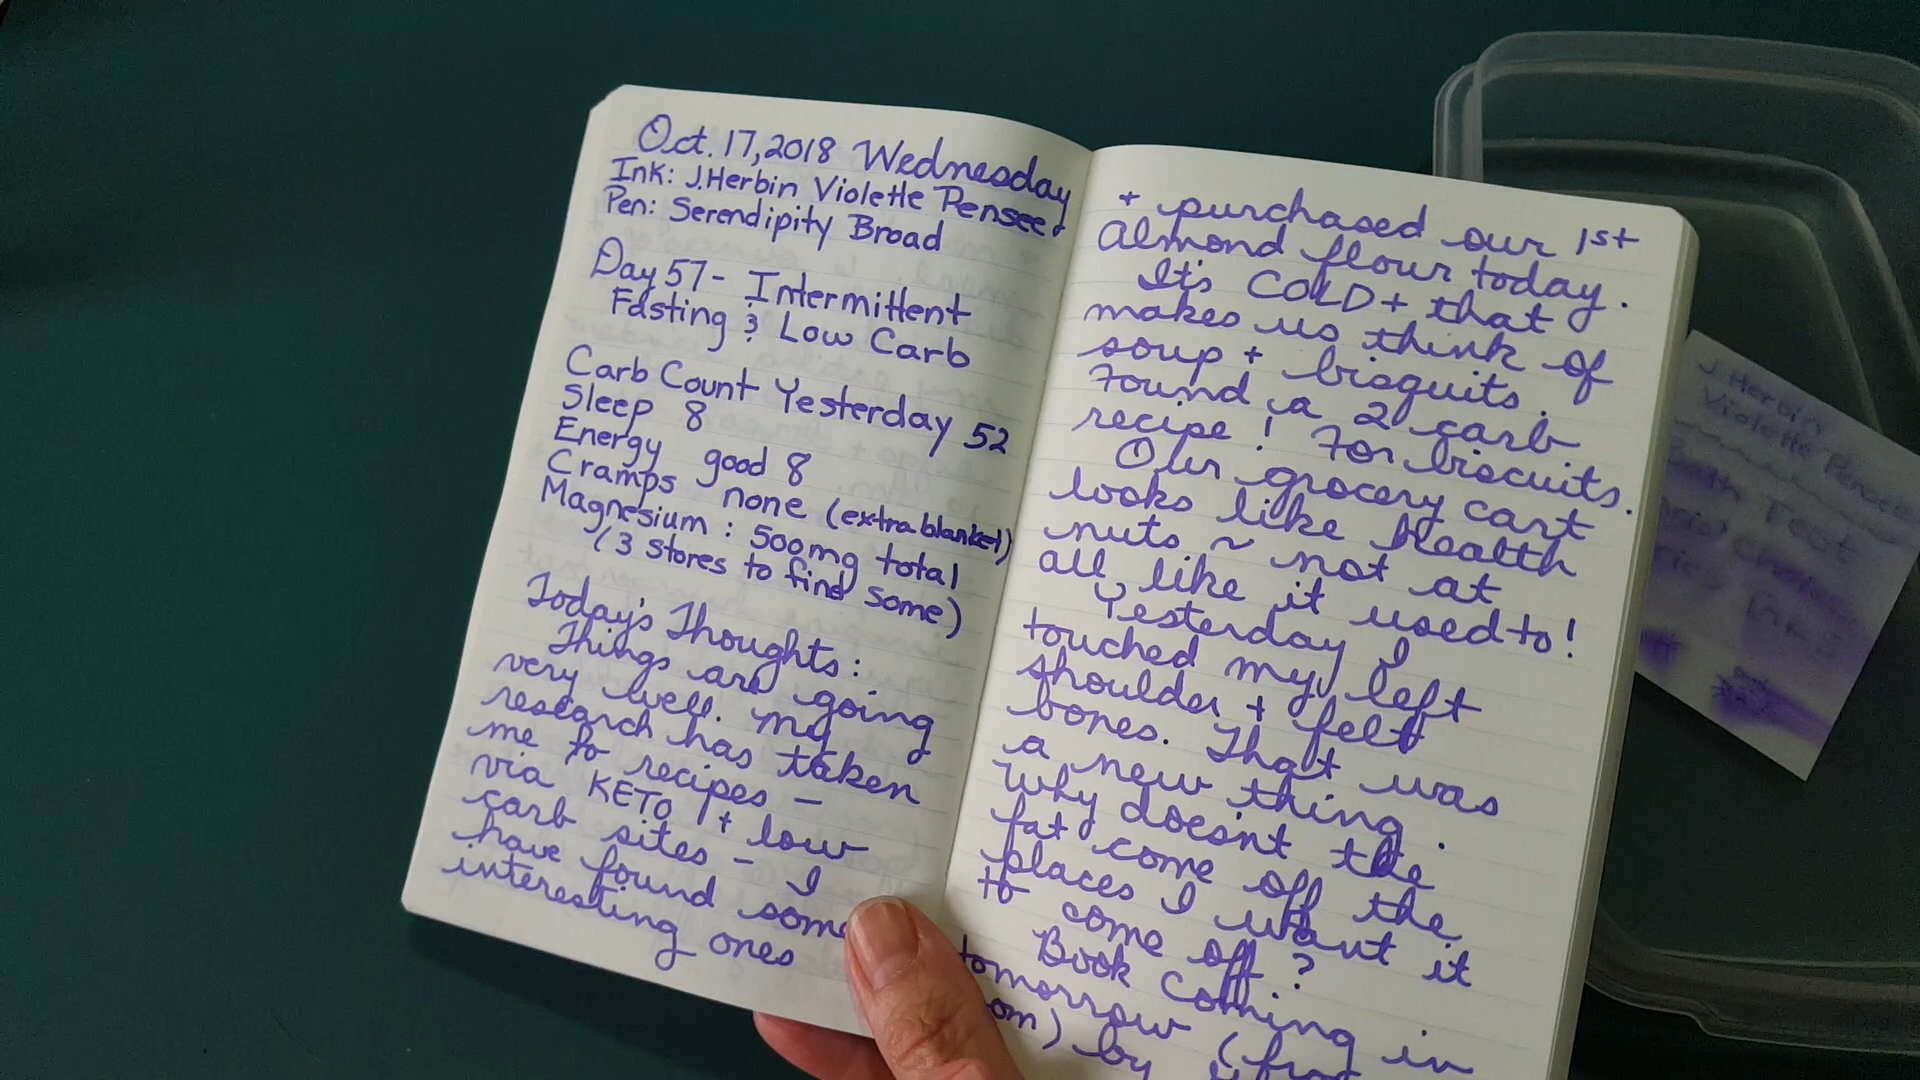 Oct. 17, 2018 Wednesday
Ink: J. Herbin Violette Pensee
Pen: Serendipity Broad
Day 57 - Intermittent
Fasting & Low Carb
Carb Count Yesterday 52
Sleep 8
Energy good 8
Cramps none (extra blanket)
Magnesium : 500mg total
(3 stores to find some)
Today's Thoughts:
Things are going
very well. My
research has taken
me to recipes -
via KETO + low
carb sites - I
have found some
interesting ones
+ purchased our 1st
Almond flour today.
It's COLD + that
makes us think of
soup + bisquits.
Found a 2 carb
recipe! For biscuits.
Our grocery cart
looks like health
nuts ~ not at
all like it used to!
Yesterday I
touched my left
shoulder + felt
bones. That was
a new thing.
Why doesn't the
fat come off the
places I want it
to come off?
Book coming in
tomorrow (from
om) by
J. Herbin
Violette Pensee
Bath Test